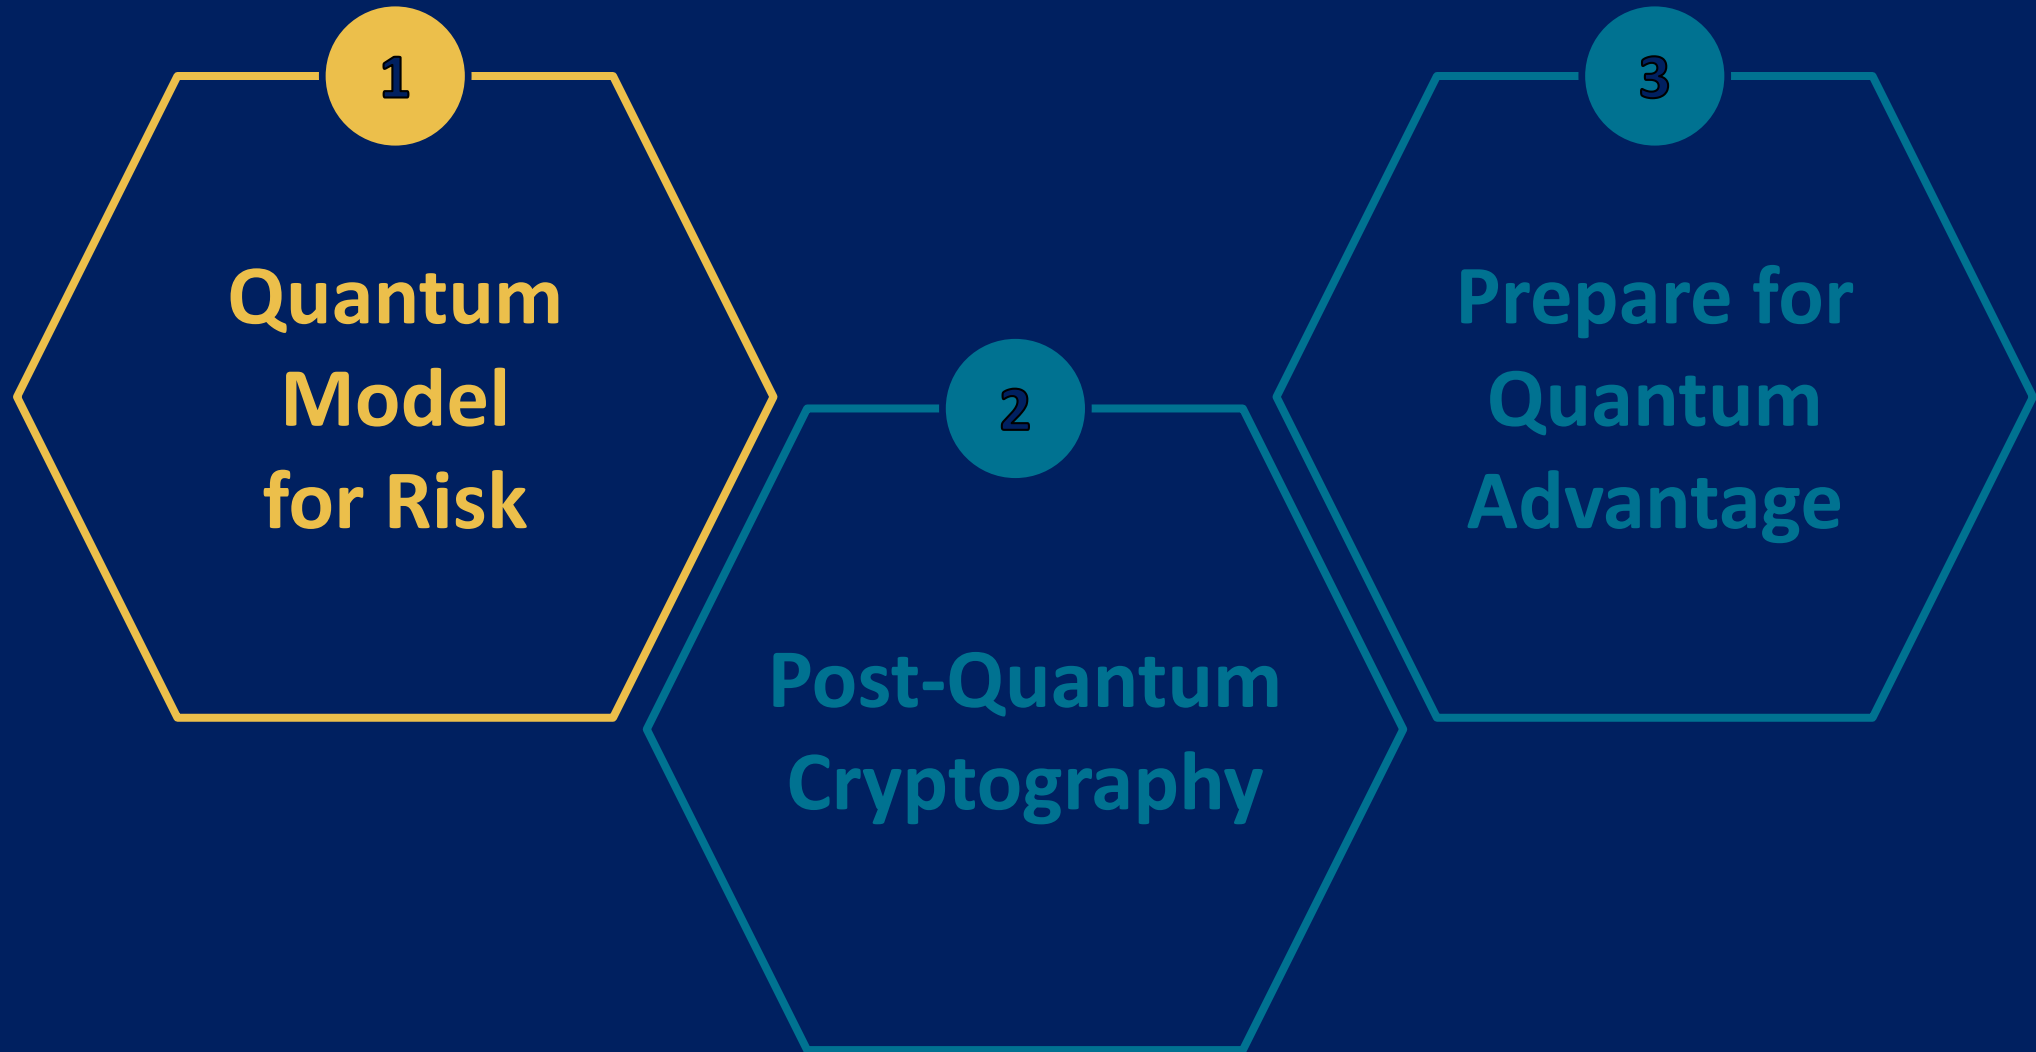 1
Quantum
Model
for Risk
2
Post-Quantum
Cryptography
3
Prepare for
Quantum
Advantage